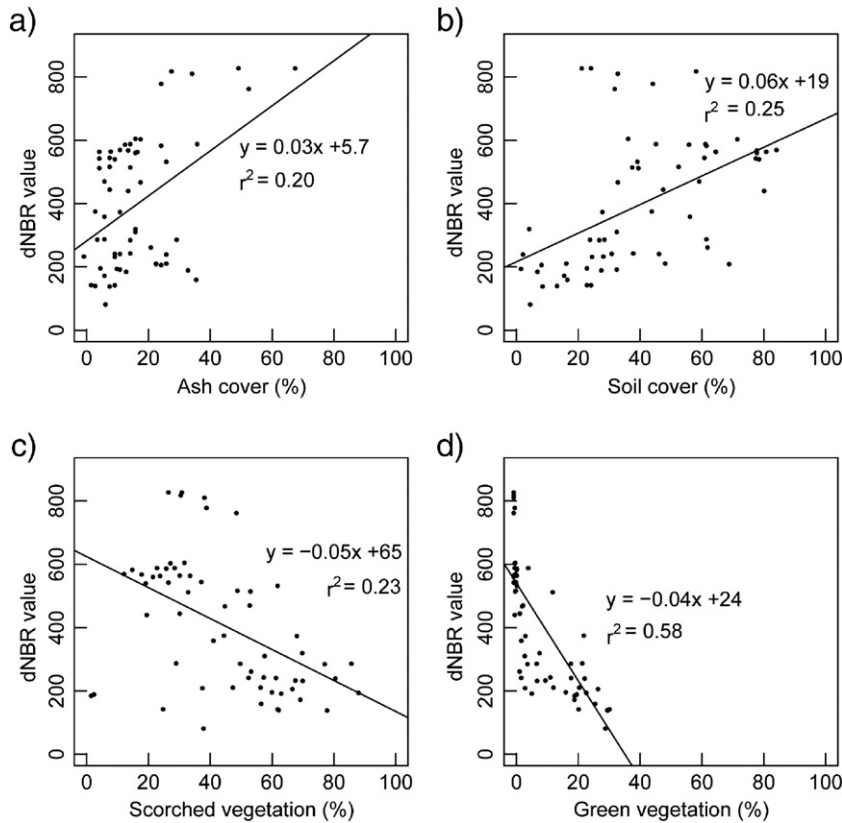 a)
dNBR value
800
600
400
200
0
y = 0.03x +5.7
r² = 0.20
0 20 40 60 80 100
Ash cover (%)
b)
dNBR value
800
600
400
200
0
y = 0.06x +19
r² = 0.25
0 20 40 60 80 100
Soil cover (%)
c)
dNBR value
800
600
400
200
0
y = −0.05x +65
r² = 0.23
0 20 40 60 80 100
Scorched vegetation (%)
d)
dNBR value
800
600
400
200
0
y = −0.04x +24
r² = 0.58
0 20 40 60 80 100
Green vegetation (%)